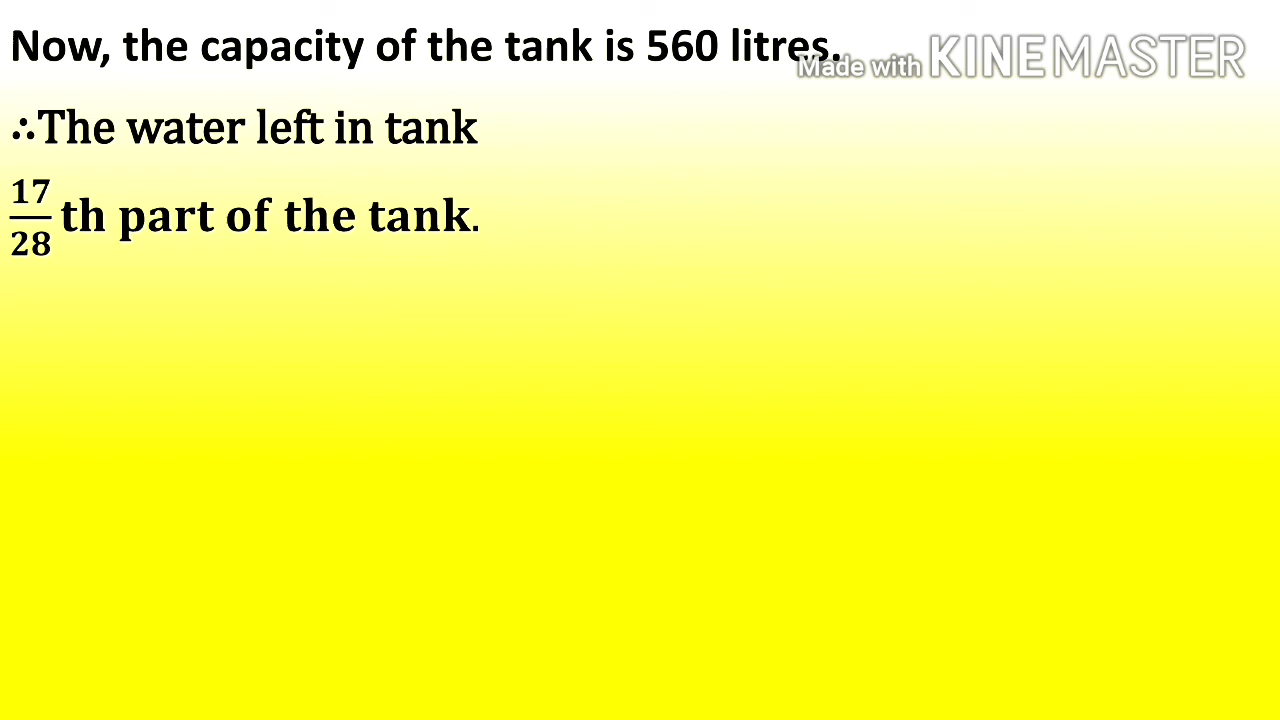 Now, the capacity of the tank is 560 litres.
Made with KINEMASTER
∴The water left in tank
17/28 th part of the tank.